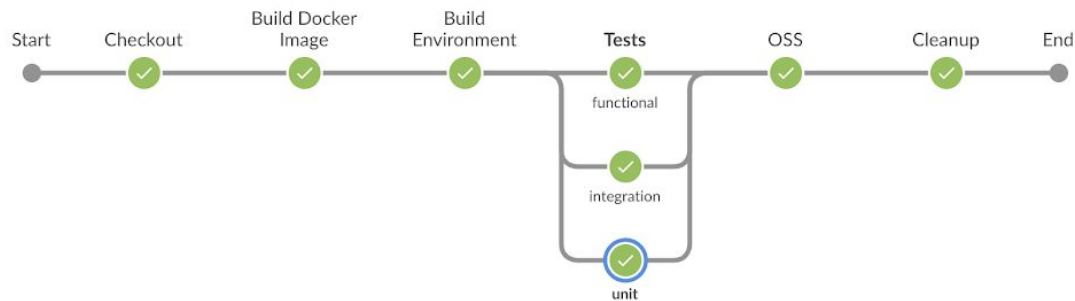 Start
Checkout
Build Docker
Image
Build
Environment
Tests
OSS
Cleanup
End
functional
integration
unit